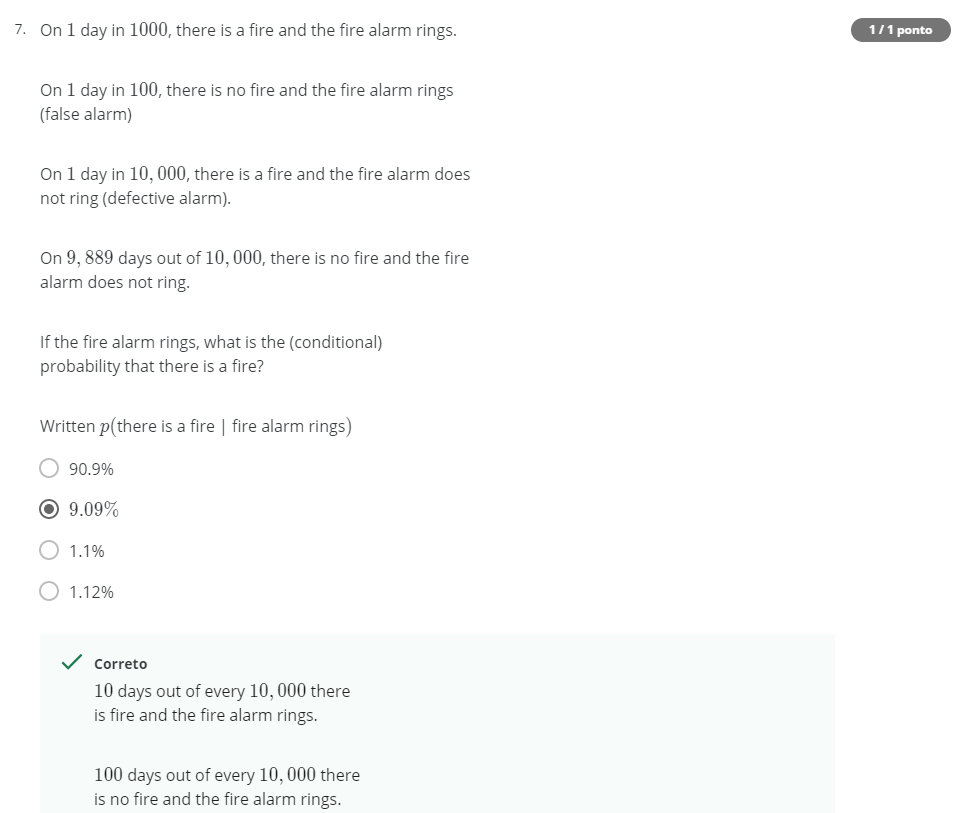 7. On 1 day in 1000, there is a fire and the fire alarm rings.
1 / 1 ponto
On 1 day in 100, there is no fire and the fire alarm rings
(false alarm)
On 1 day in 10, 000, there is a fire and the fire alarm does
not ring (defective alarm).
On 9, 889 days out of 10, 000, there is no fire and the fire
alarm does not ring.
If the fire alarm rings, what is the (conditional)
probability that there is a fire?
Written p(there is a fire | fire alarm rings)
90.9%
9.09%
1.1%
1.12%
Correto
10 days out of every 10, 000 there
is fire and the fire alarm rings.
100 days out of every 10, 000 there
is no fire and the fire alarm rings.